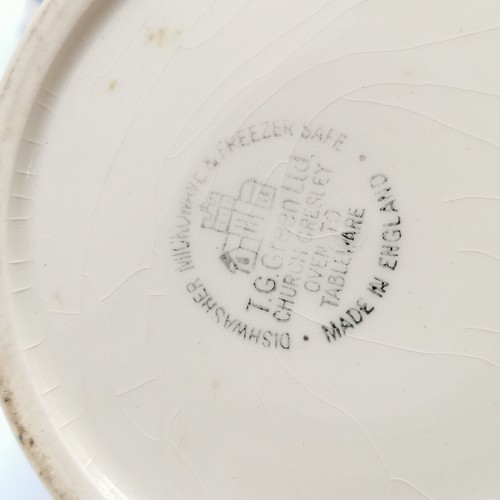 DISHWASHER MICROWAVE & FREEZER SAFE •
T.G. Green Ltd.
CHURCH GRESLEY
OVEN TO
TABLEWARE
• MADE IN ENGLAND